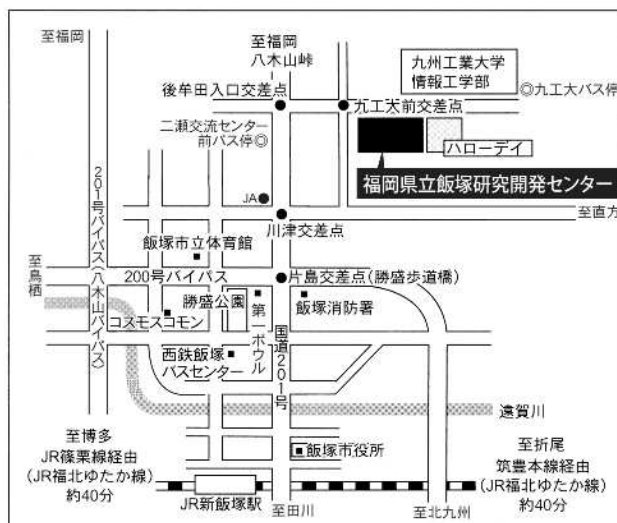 至福岡
至福岡
八木山峠
九州工業大学
情報工学部
◎九工大バス停
後牟田入口交差点
九工大前交差点
二瀬交流センター
前バス停◎
ハローデイ
福岡県立飯塚研究開発センター
JA
至直方
川津交差点
201号バイパス(八木山バイパス)
飯塚市立体育館
至鳥栖
200号バイパス
片島交差点(勝盛歩道橋)
勝盛公園
飯塚消防署
コスモスコモン
第一ボウル
国道201号
西鉄飯塚
バスセンター
遠賀川
至博多
JR篠栗線経由
(JR福北ゆたか線)
約40分
飯塚市役所
至折尾
筑豊本線経由
(JR福北ゆたか線)
約40分
JR新飯塚駅
至田川
至北九州